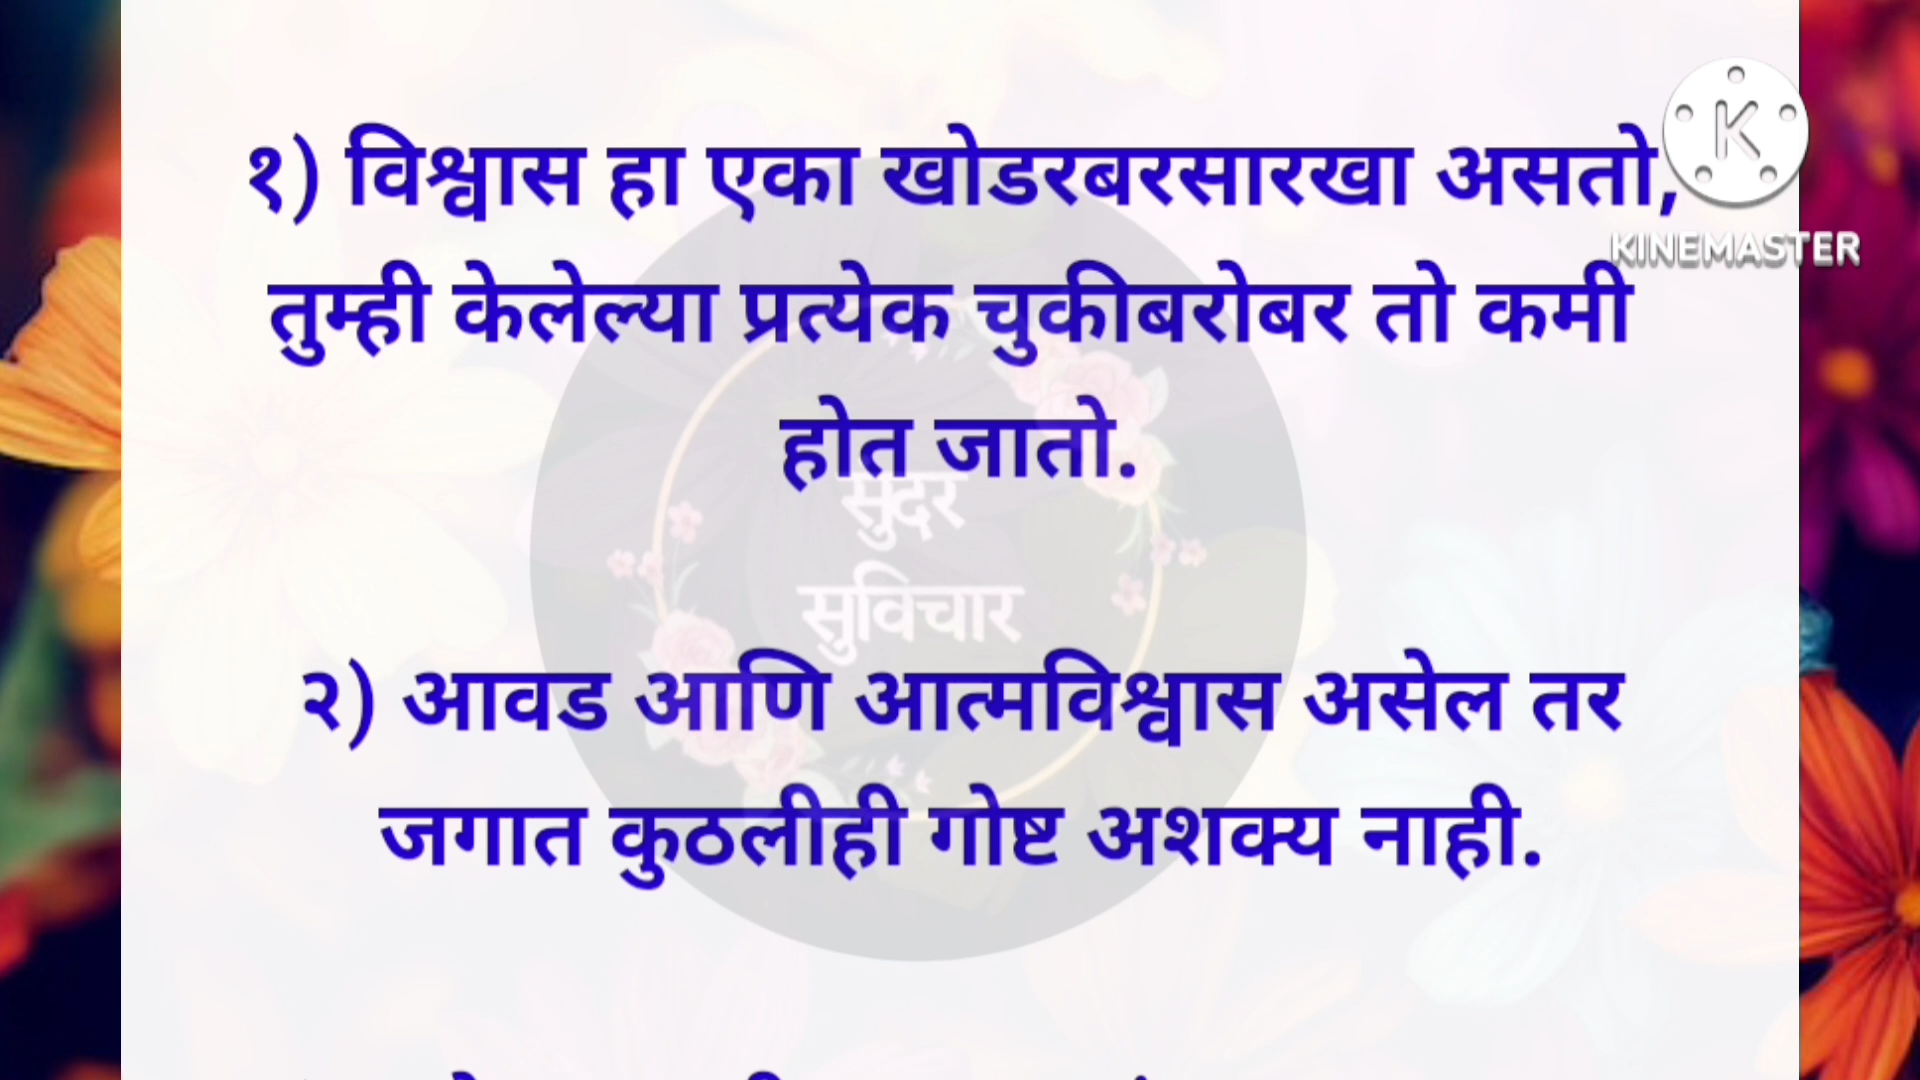 १) विश्वास हा एका खोडरबरसारखा असतो,
तुम्ही केलेल्या प्रत्येक चुकीबरोबर तो कमी
होत जातो.
सुंदर
सुविचार
२) आवड आणि आत्मविश्वास असेल तर
जगात कुठलीही गोष्ट अशक्य नाही.
K
KINEMASTER